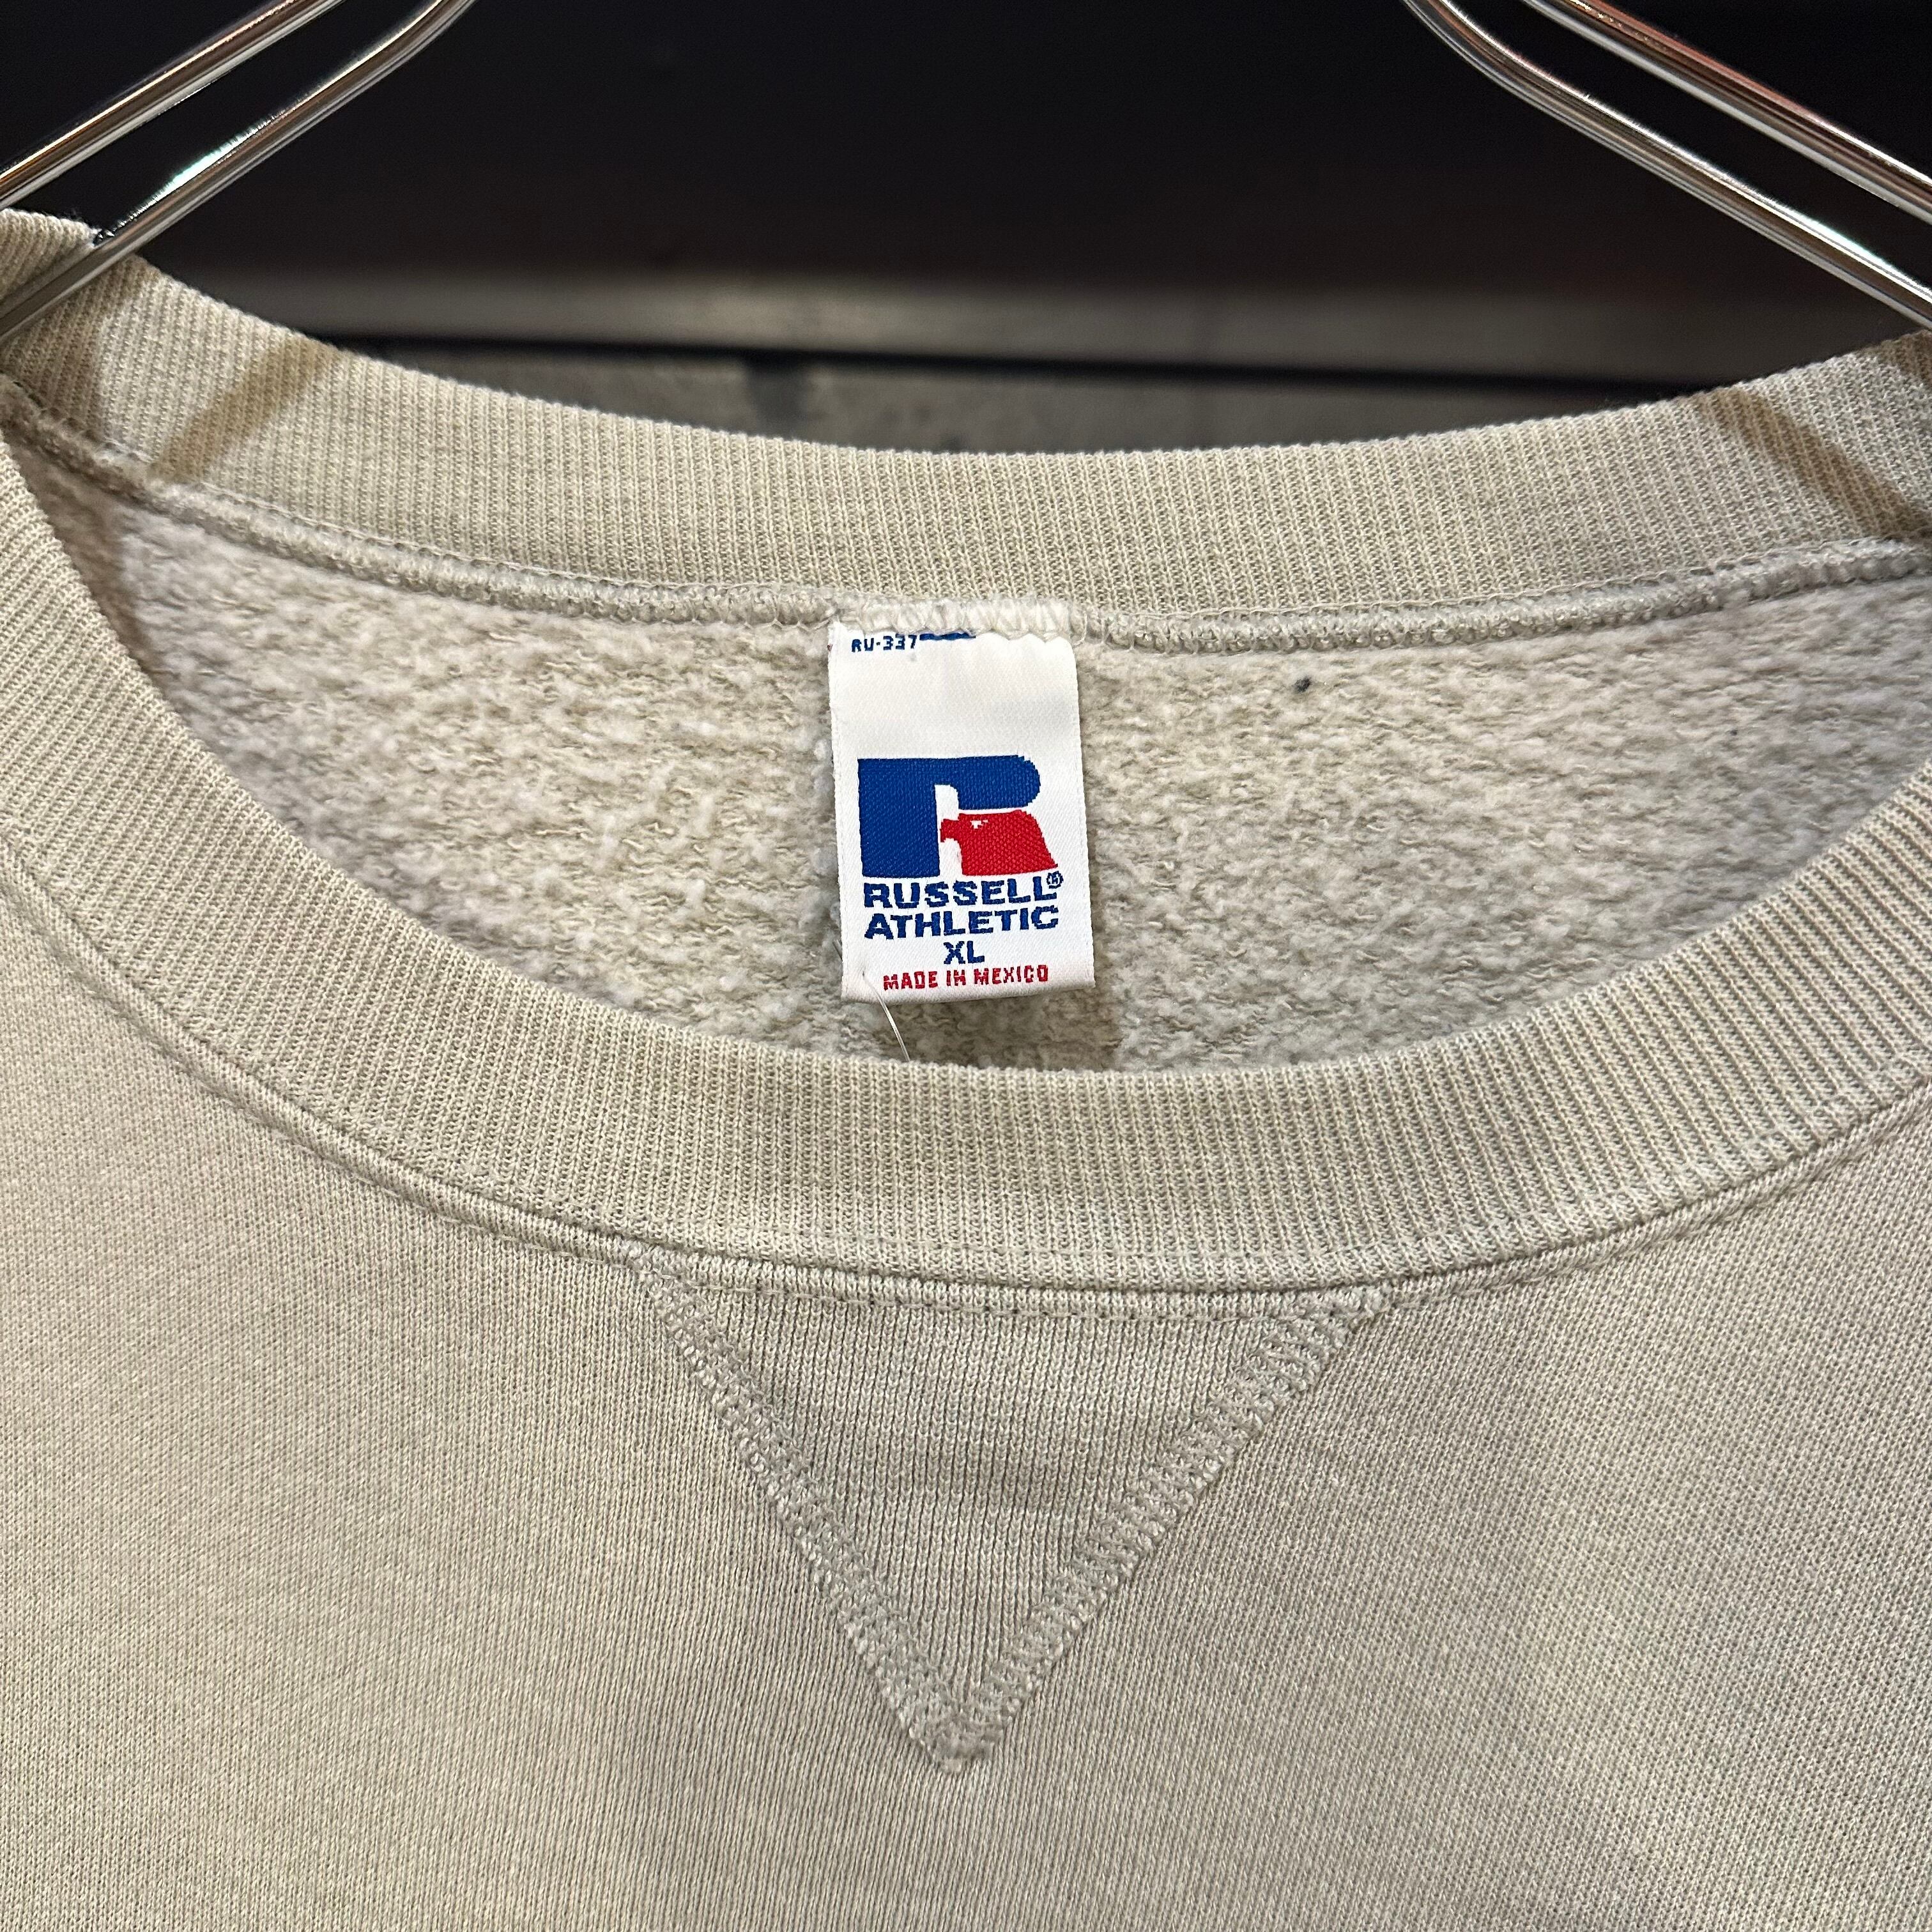 RU-337
RUSSELL®
ATHLETIC
XL
MADE IN MEXICO